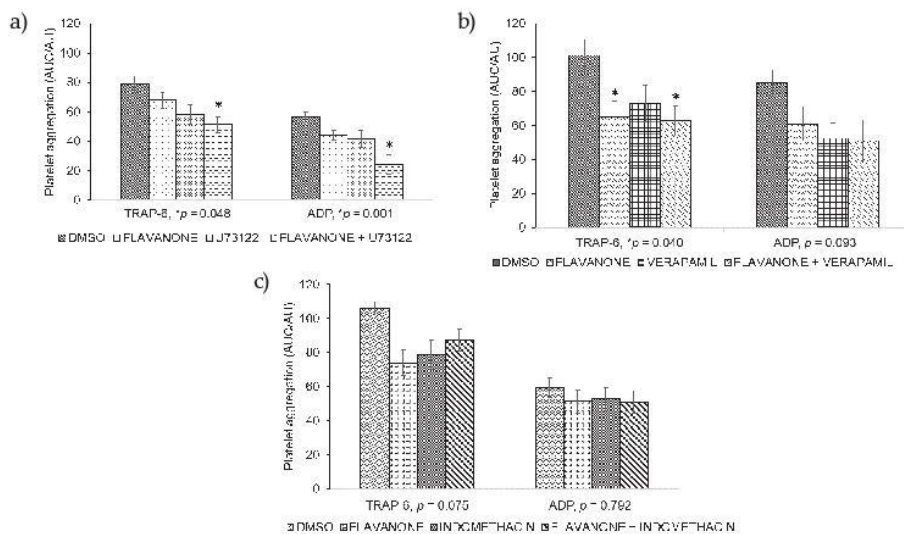 a)
Platelet aggregation (AUC/AU)
120
100
80
60
40
20
0
*
*
TRAP-6, *p = 0.048
ADP, *p = 0.001
DMSO FLAVANONE U73122 FLAVANONE + U73122
b)
Platelet aggregation (AUC/AU)
120
100
80
60
40
20
0
*
*
TRAP-6, *p = 0.040
ADP, p = 0.093
DMSO FLAVANONE VERAPAMIL FLAVANONE + VERAPAMIL
c)
Platelet aggregation (AUC/AU)
120
100
80
60
40
20
0
TRAP 6, p = 0.075
ADP, p = 0.792
DMSO FLAVANONE INDOMETHACIN FLAVANONE + INDOMETHACIN